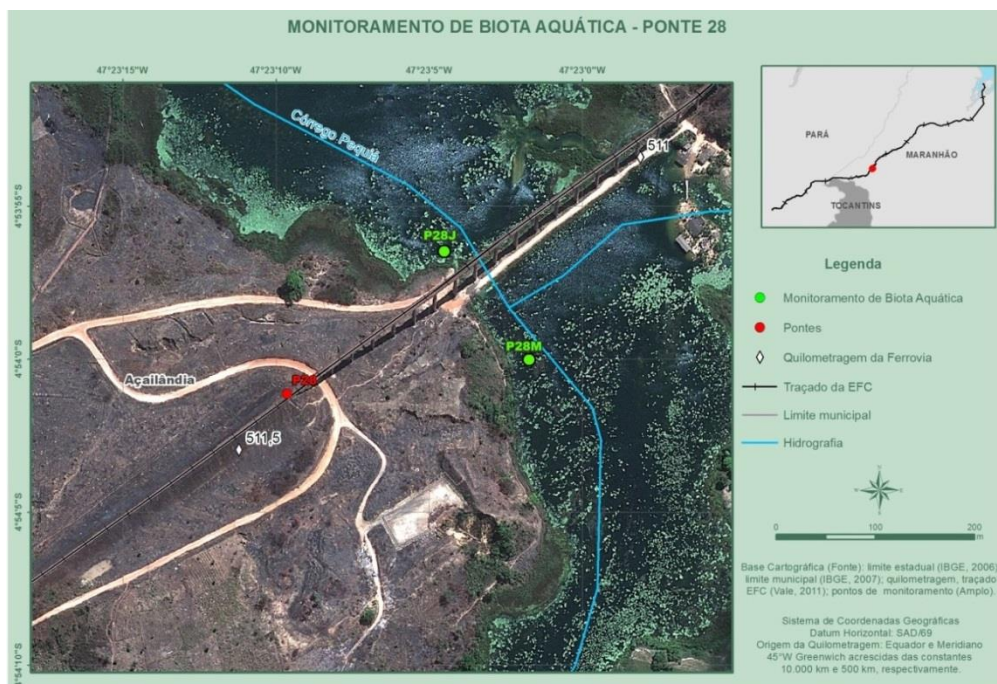 MONITORAMENTO DE BIOTA AQUÁTICA - PONTE 28
47°23'15"W
47°23'10"W
47°23'5"W
47°23'0"W
4°53'55"S
4°54'0"S
4°54'5"S
4°54'10"S
Córrego Pequiá
511
P28J
P28M
Açailândia
P28
511,5
PARÁ
MARANHÃO
TOCANTINS
Legenda
Monitoramento de Biota Aquática
Pontes
Quilometragem da Ferrovia
Traçado da EFC
Limite municipal
Hidrografia
0 100 200
m
Base Cartográfica (Fonte): limite estadual (IBGE, 2006)
limite municipal (IBGE, 2007); quilometragem, traçado
EFC (Vale, 2011); pontos de monitoramento (Amplo).
Sistema de Coordenadas Geográficas
Datum Horizontal: SAD/69
Origem da Quilometragem: Equador e Meridiano
45°W Greenwich acrescidas das constantes
10.000 km e 500 km, respectivamente.